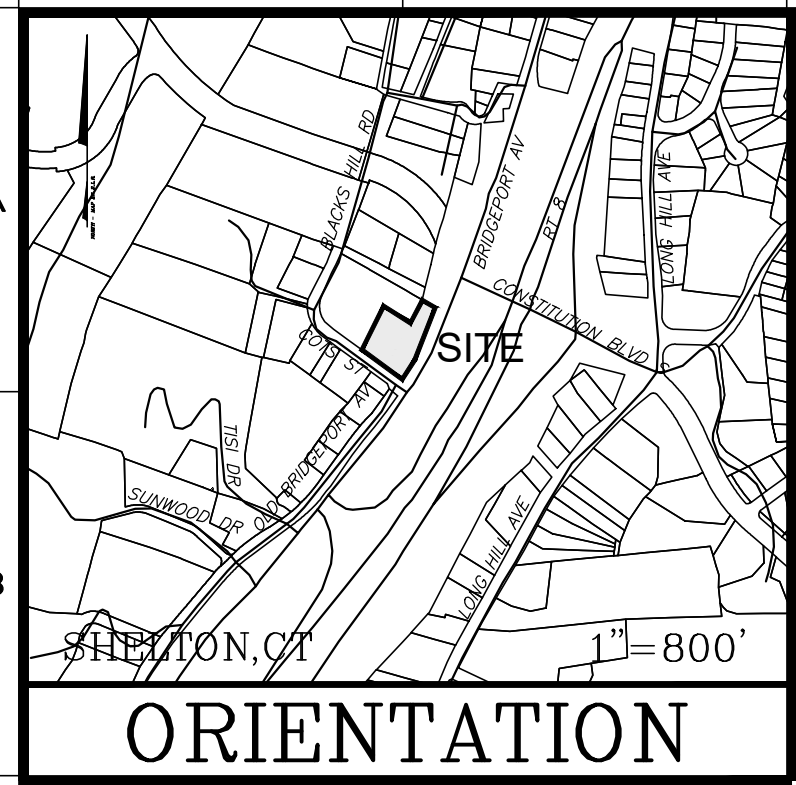 BLACKS HILL RD
BRIDGEPORT AV
RT 8
LONG HILL AVE
CONSTITUTION BLVD S
SITE
COTS ST
OLD BRIDGEPORT AV
TISI DR
SUNWOOD DR
LONG HILL AVE
SHELTON,CT
1"=800'
ORIENTATION